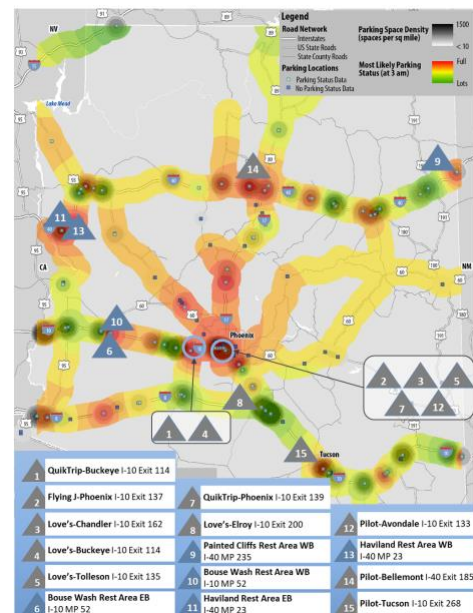 Legend
Road Network
Interstates
US State Roads
State County Roads
Parking Locations
Parking Status Data
No Parking Status Data
Parking Space Density
(spaces per sq mile)
1500
< 10
Most Likely Parking
Status (at 3 am)
Full
Lots
NV
Lake Mead
CA
NM
Phoenix
Tucson
14
9
11
13
10
6
8
15
2
3
5
7
12
1
4
1 QuikTrip-Buckeye I-10 Exit 114
2 Flying J-Phoenix I-10 Exit 137
3 Love's-Chandler I-10 Exit 162
4 Love's-Buckeye I-10 Exit 114
5 Love's-Tolleson I-10 Exit 135
6 Bouse Wash Rest Area EB
I-10 MP 52
7 QuikTrip-Phoenix I-10 Exit 139
8 Love's-Elroy I-10 Exit 200
9 Painted Cliffs Rest Area WB
I-40 MP 235
10 Bouse Wash Rest Area WB
I-10 MP 52
11 Haviland Rest Area EB
I-40 MP 23
12 Pilot-Avondale I-10 Exit 133
13 Haviland Rest Area WB
I-40 MP 23
14 Pilot-Bellemont I-40 Exit 185
15 Pilot-Tucson I-10 Exit 268